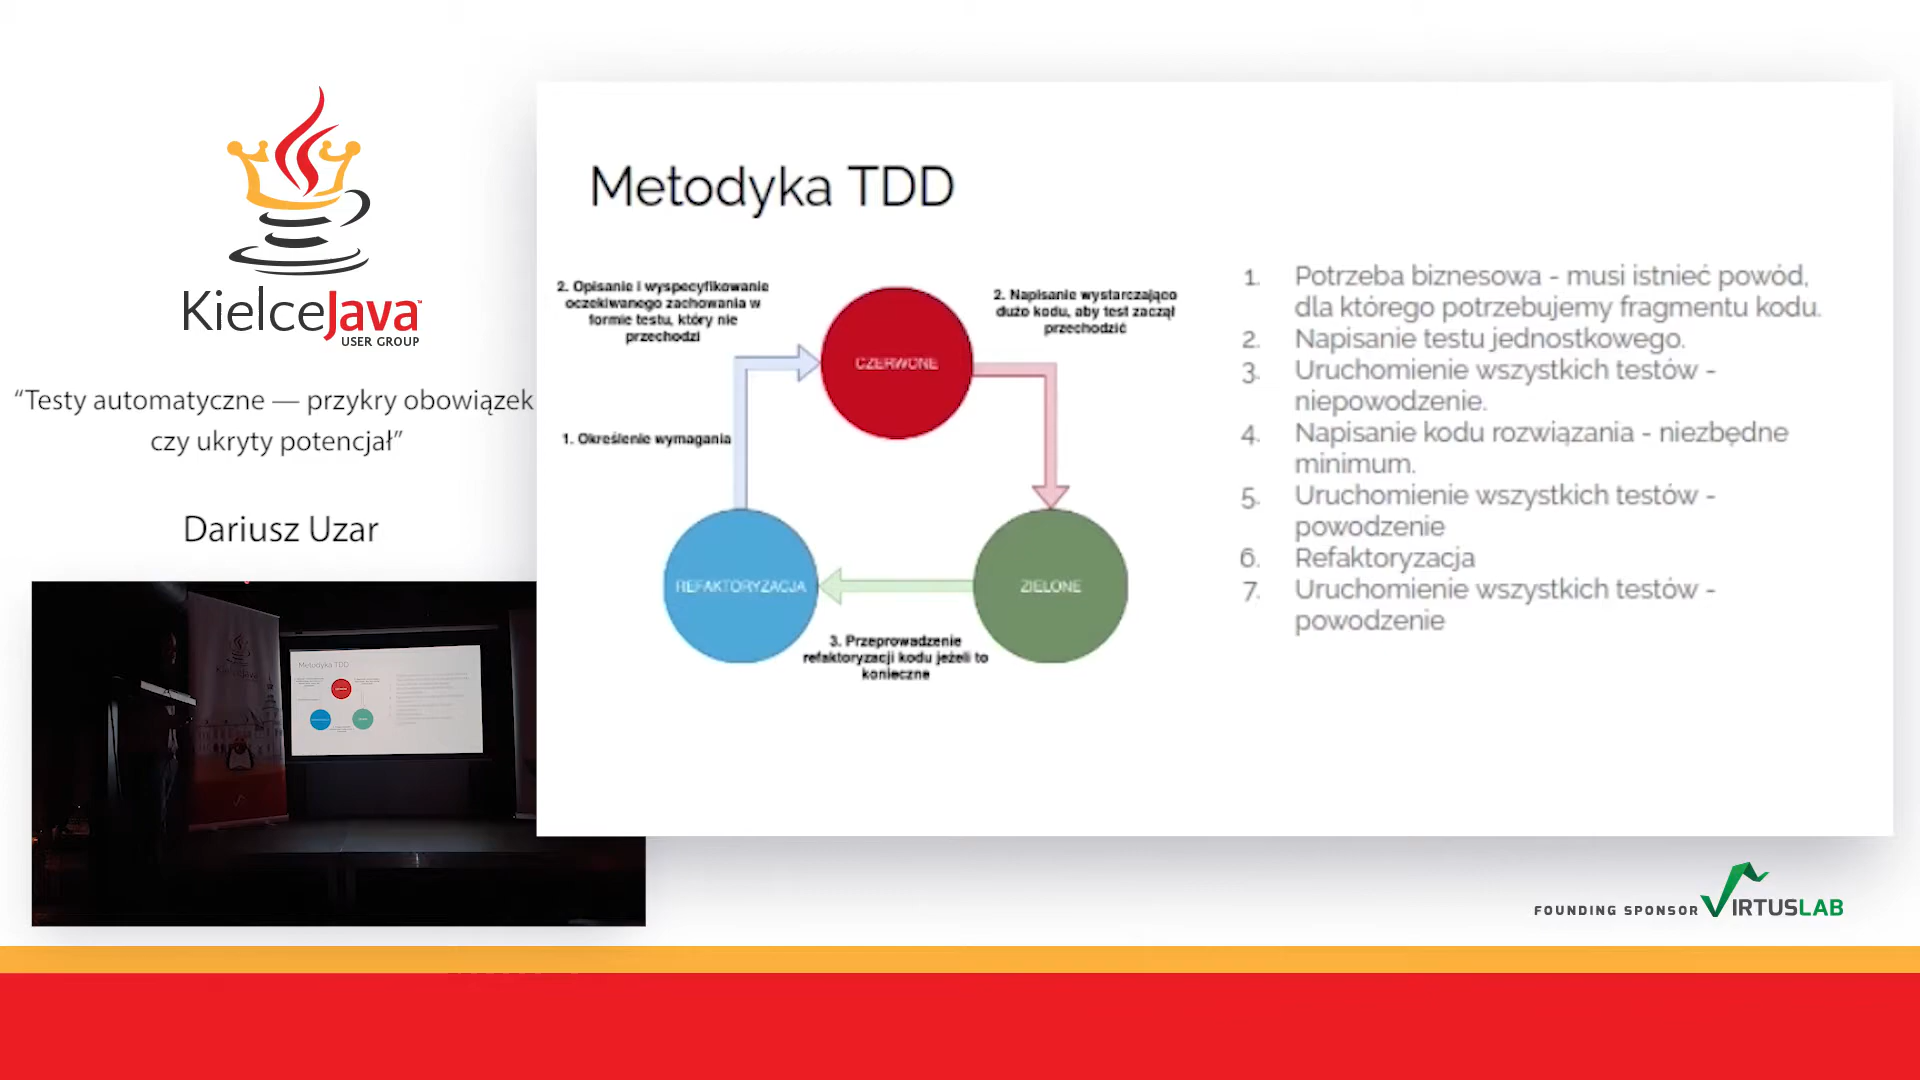 KielceJava
USER GROUP
“Testy automatyczne — przykry obowiązek
czy ukryty potencjał”
Dariusz Uzar
Metodyka TDD
2. Opisanie i wyspecyfikowanie
oczekiwanego zachowania w
formie testu, który nie
przechodzi
2. Napisanie wystarczająco
dużo kodu, aby test zaczął
przechodzić
CZERWONE
1. Określenie wymagania
REFAKTORYZACJA
ZIELONE
3. Przeprowadzenie
refaktoryzacji kodu jeżeli to
konieczne
1. Potrzeba biznesowa - musi istnieć powód,
dla którego potrzebujemy fragmentu kodu.
2. Napisanie testu jednostkowego.
3. Uruchomienie wszystkich testów -
niepowodzenie.
4. Napisanie kodu rozwiązania - niezbędne
minimum.
5. Uruchomienie wszystkich testów -
powodzenie
6. Refaktoryzacja
7. Uruchomienie wszystkich testów -
powodzenie
Metodyka TDD
FOUNDING SPONSOR VIRTUSLAB